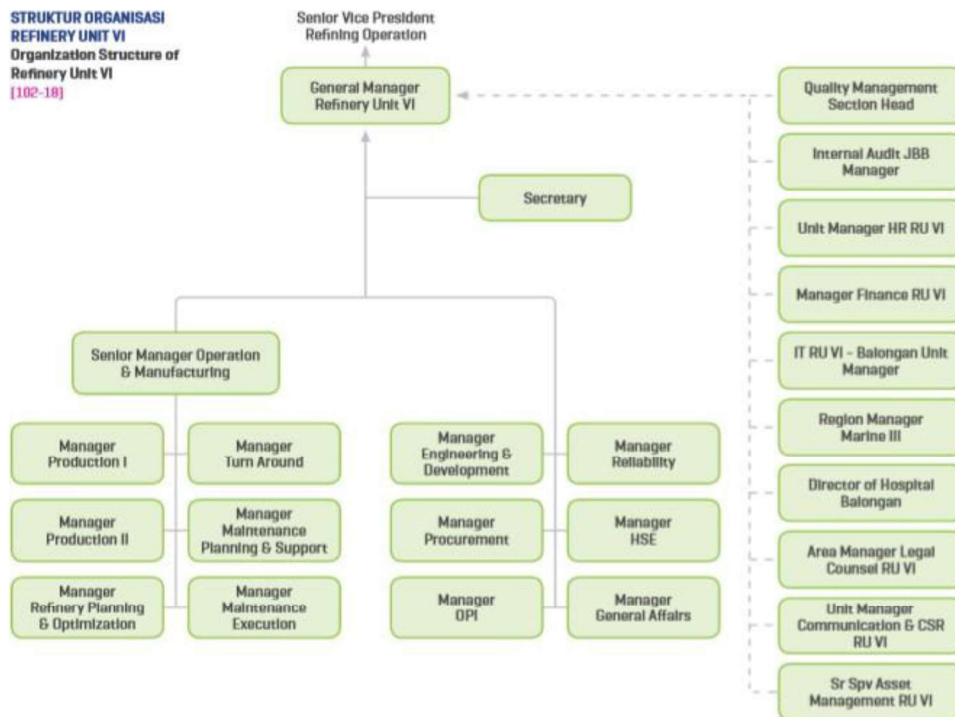 STRUKTUR ORGANISASI
REFINERY UNIT VI
Organization Structure of
Refinery Unit VI
[102-18]
Senior Vice President
Refining Operation
General Manager
Refinery Unit VI
Secretary
Senior Manager Operation
& Manufacturing
Manager
Production I
Manager
Turn Around
Manager
Production II
Manager
Maintenance
Planning & Support
Manager
Refinery Planning
& Optimization
Manager
Maintenance
Execution
Manager
Engineering &
Development
Manager
Reliability
Manager
Procurement
Manager
HSE
Manager
OPI
Manager
General Affairs
Quality Management
Section Head
Internal Audit JBB
Manager
Unit Manager HR RU VI
Manager Finance RU VI
IT RU VI - Balongan Unit
Manager
Region Manager
Marine III
Director of Hospital
Balongan
Area Manager Legal
Counsel RU VI
Unit Manager
Communication & CSR
RU VI
Sr Spv Asset
Management RU VI